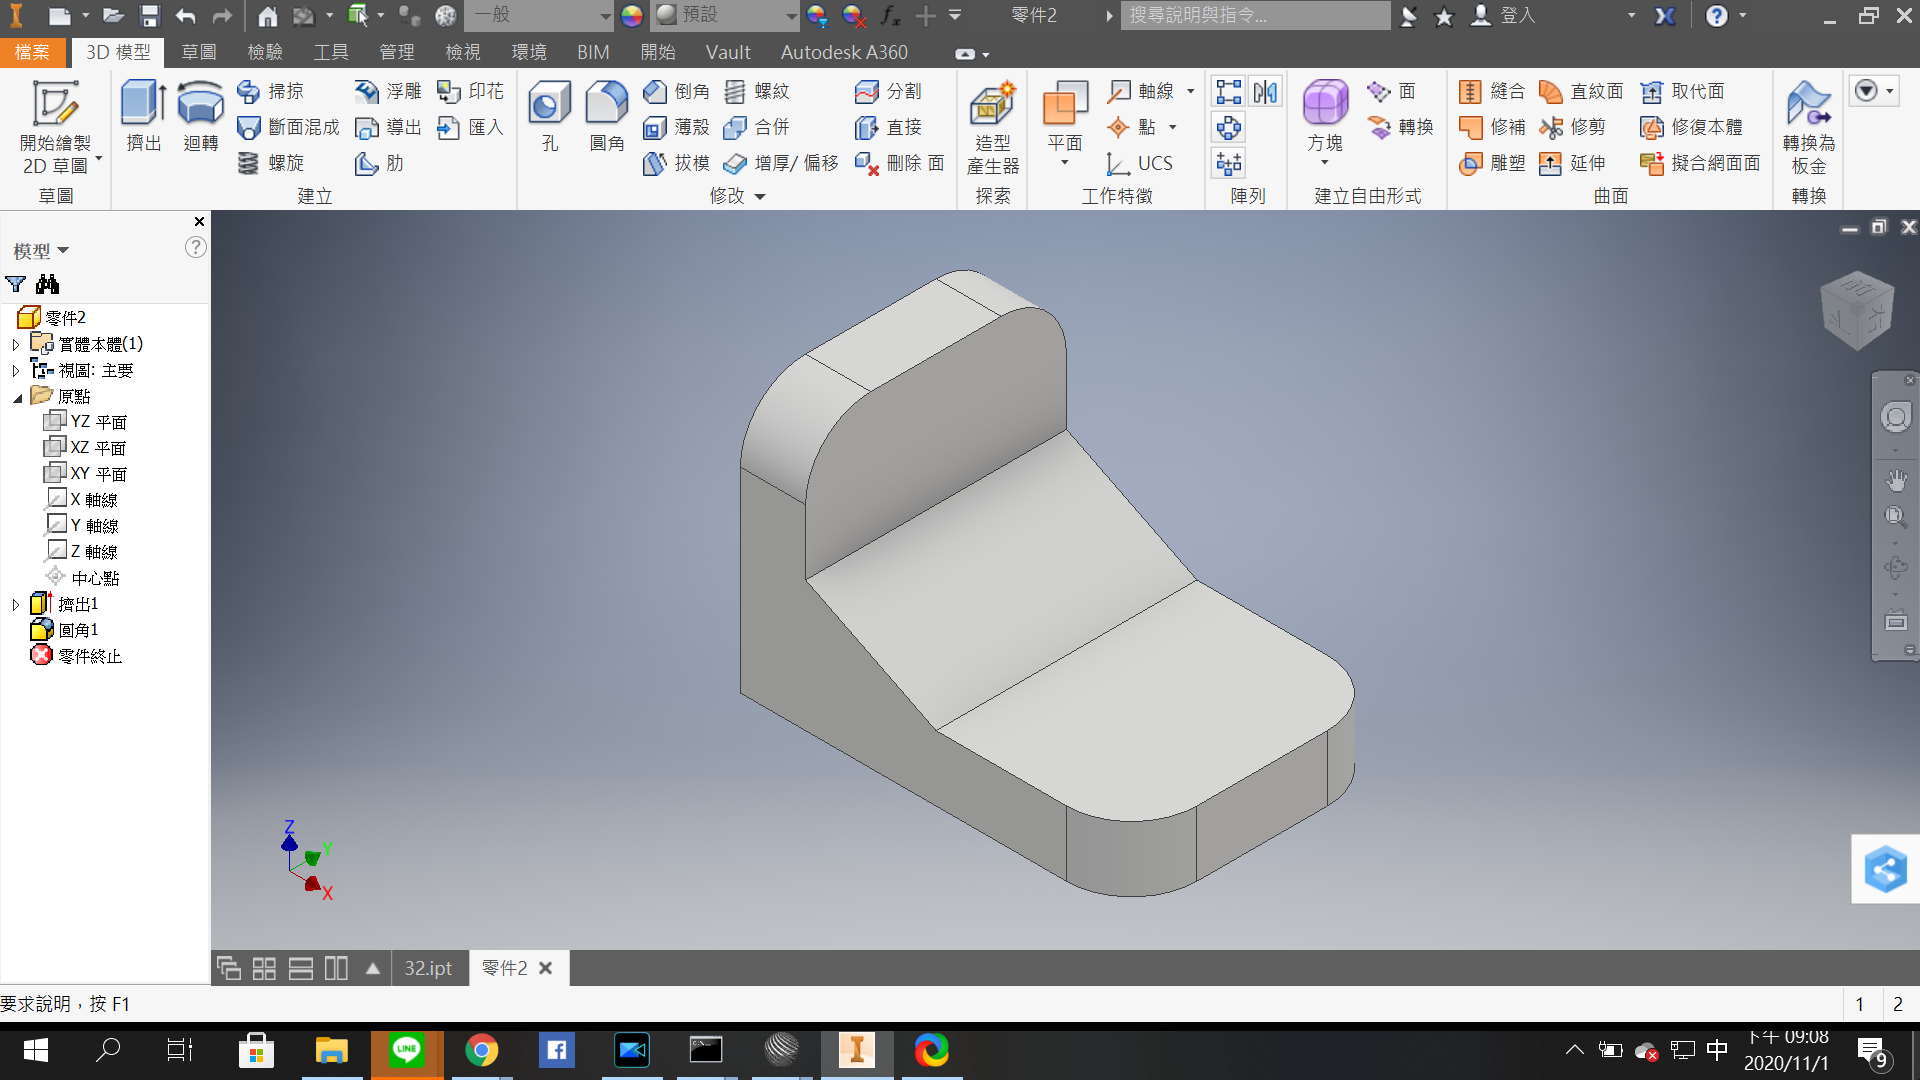 一般
預設
fx
零件2
搜尋說明與指令...
登入
檔案
3D 模型
草圖
檢驗
工具
管理
檢視
環境
BIM
開始
Vault
Autodesk A360
開始繪製
2D 草圖
草圖
擠出
迴轉
掃掠
斷面混成
螺旋
浮雕
導出
肋
印花
匯入
建立
孔
圓角
倒角
薄殼
拔模
螺紋
合併
增厚/ 偏移
分割
直接
刪除 面
修改
造型
產生器
探索
平面
軸線
點
UCS
工作特徵
陣列
方塊
面
轉換
建立自由形式
縫合
修補
雕塑
直紋面
修剪
延伸
取代面
修復本體
擬合網面面
曲面
轉換為
板金
轉換
模型
零件2
實體本體(1)
視圖: 主要
原點
YZ 平面
XZ 平面
XY 平面
X 軸線
Y 軸線
Z 軸線
中心點
擠出1
圓角1
零件終止
Z
Y
X
32.ipt
零件2
要求說明，按 F1
1
2
LINE
中
下午 09:08
2020/11/1
9